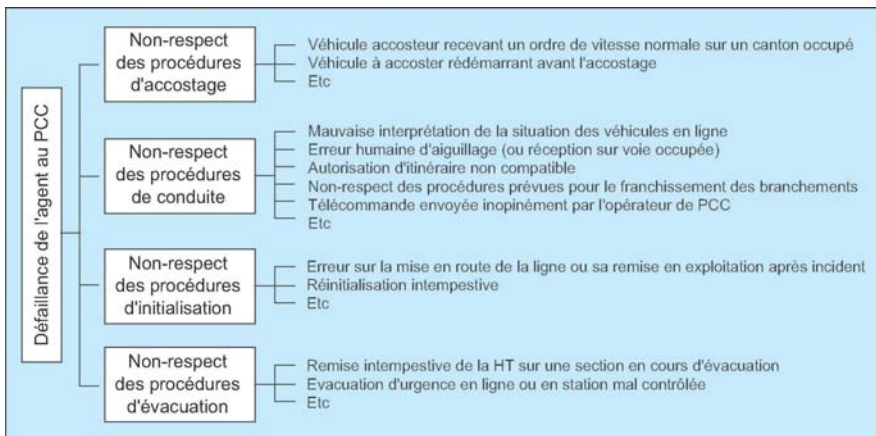 Défaillance de l'agent au PCC
Non-respect
des procédures
d'accostage
Véhicule accosteur recevant un ordre de vitesse normale sur un canton occupé
Véhicule à accoster rédémarrant avant l'accostage
Etc
Non-respect
des procédures
de conduite
Mauvaise interprétation de la situation des véhicules en ligne
Erreur humaine d'aiguillage (ou réception sur voie occupée)
Autorisation d'itinéraire non compatible
Non-respect des procédures prévues pour le franchissement des branchements
Télécommande envoyée inopinément par l'opérateur de PCC
Etc
Non-respect
des procédures
d'initialisation
Erreur sur la mise en route de la ligne ou sa remise en exploitation après incident
Réinitialisation intempestive
Etc
Non-respect
des procédures
d'évacuation
Remise intempestive de la HT sur une section en cours d'évacuation
Evacuation d'urgence en ligne ou en station mal contrôlée
Etc